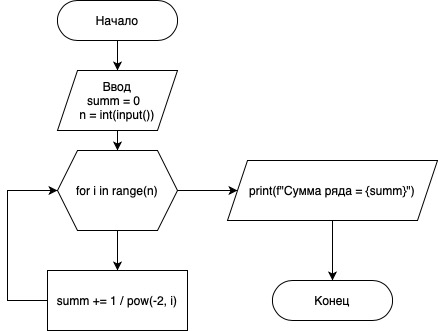 Начало
Ввод
summ = 0
n = int(input())
for i in range(n)
print(f"Сумма ряда = {summ}")
summ += 1 / pow(-2, i)
Конец